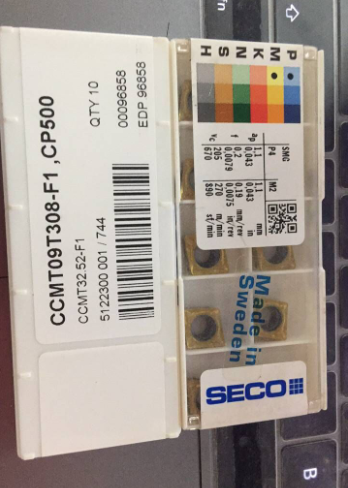 CCMT09T308-F1 ,CP500
CCMT32.52-F1
5122300 001 / 744
QTY 10
00096858
EDP 96858
P
M
K
N
S
H
SMG
P4
M2
ap
1.1
1.1
mm
0.043
0.043
in
f
0.2
0.19
mm/rev
0.0079
0.0075
in/rev
vc
205
270
m/min
670
890
sf/min
Made in
Sweden
SECO
B